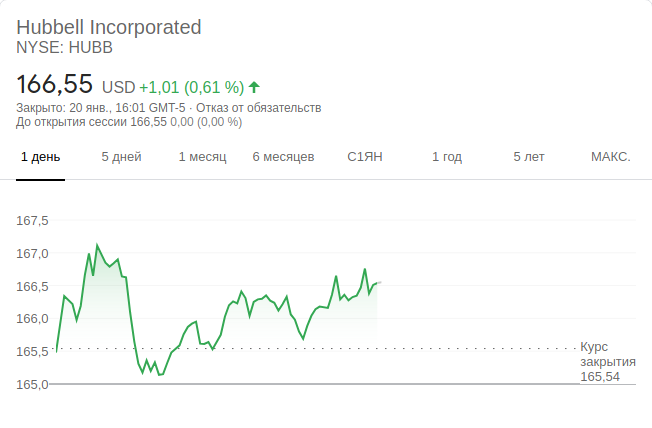 Hubbell Incorporated
NYSE: HUBB
166,55 USD +1,01 (0,61 %)
Закрыто: 20 янв., 16:01 GMT-5 · Отказ от обязательств
До открытия сессии 166,55 0,00 (0,00 %)
1 день 5 дней 1 месяц 6 месяцев С1ЯН 1 год 5 лет МАКС.
167,5
167,0
166,5
166,0
165,5
165,0
Курс
закрытия
165,54